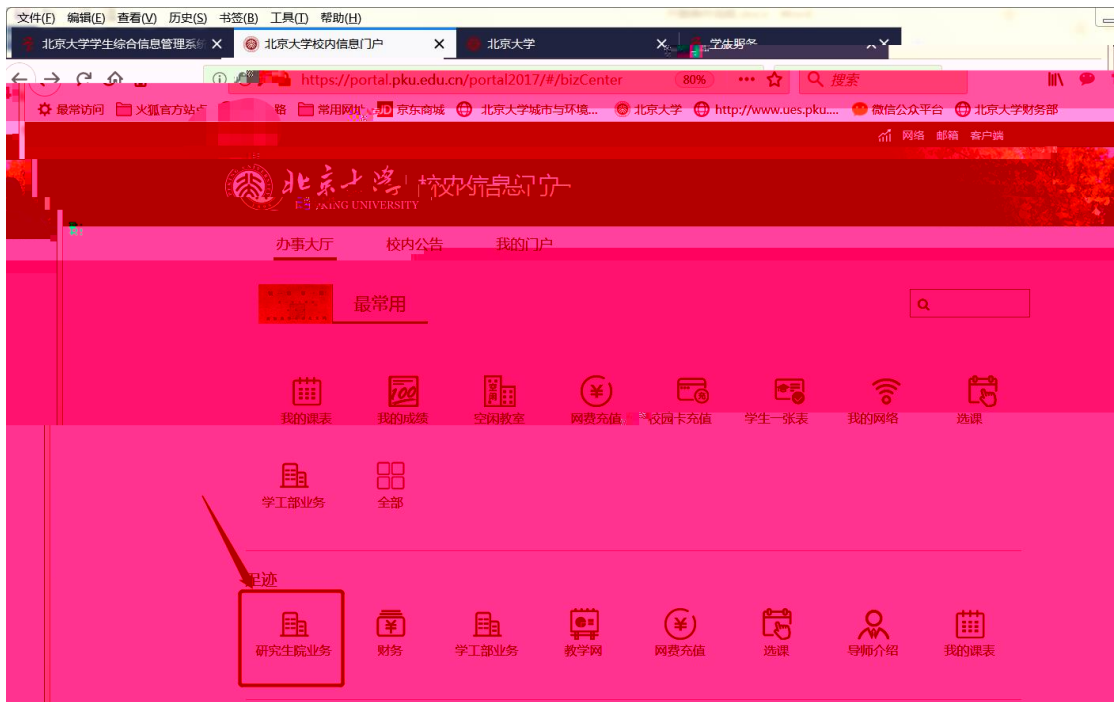 文件(F) 编辑(E) 查看(V) 历史(S) 书签(B) 工具(T) 帮助(H)
北京大学学生综合信息管理系统 北京大学校内信息门户 北京大学
https://portal.pku.edu.cn/portal2017/#/bizCenter 80% 搜索
最常访问 火狐官方站点 常用网址 JD 京东商城 北京大学城市与环境... 北京大学 http://www.ues.pku.... 微信公众平台 北京大学财务部
网络 邮箱 客户端
北京大学 校内信息门户
UNIVERSITY
办事大厅 校内公告 我的门户
最常用
我的课表 我的成绩 空闲教室 网费充值 校园卡充值 学生一张表 我的网络 选课
学工部业务 全部
足迹
研究生院业务 财务 学工部业务 教学网 网费充值 选课 导师介绍 我的课表